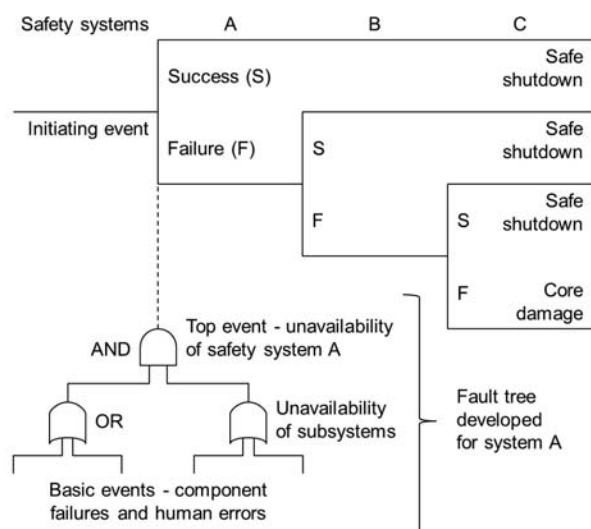 Safety systems A B C
Safe
Success (S) shutdown
Initiating event Safe
Failure (F) S shutdown
Safe
F S shutdown
F Core
damage
Top event - unavailability
AND of safety system A
Fault tree
OR Unavailability developed
of subsystems for system A
Basic events - component
failures and human errors